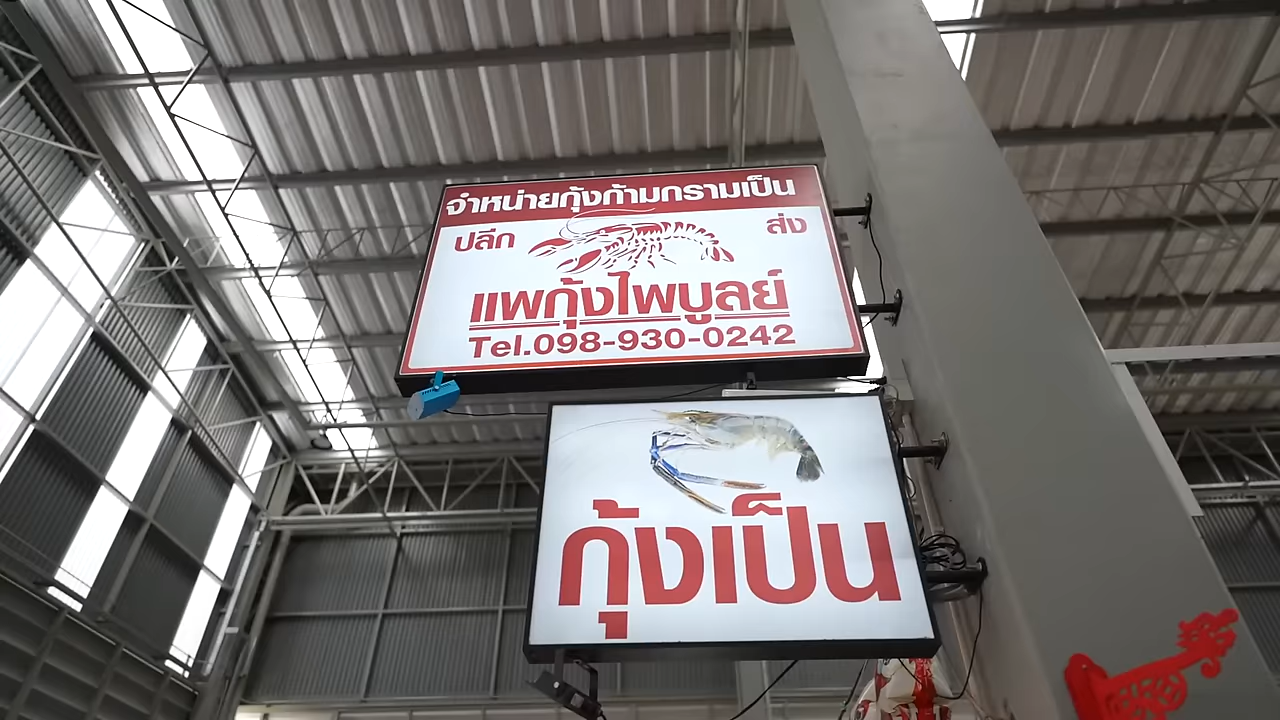 จำหน่ายกุ้งก้ามกรามเป็น
ปลีก ส่ง
แพกุ้งไพบูลย์
Tel.098-930-0242
กุ้งเป็น